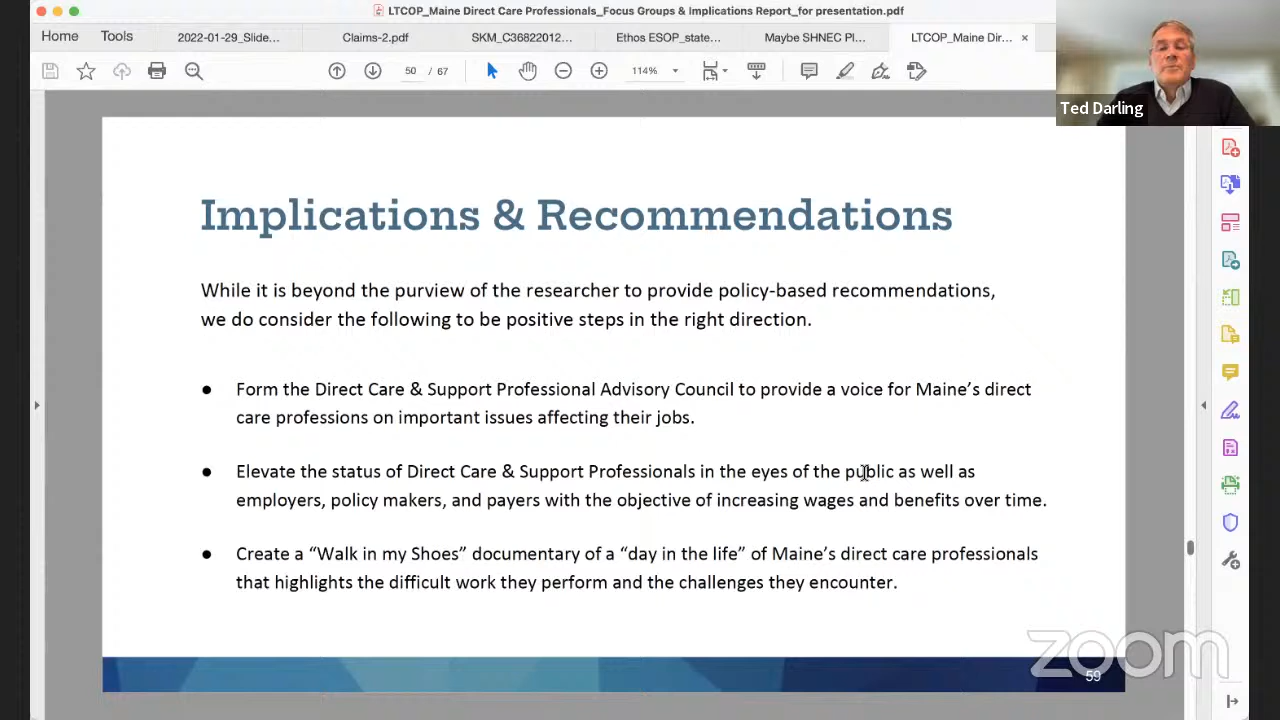 LTCOP_Maine Direct Care Professionals_Focus Groups & Implications Report_for presentation.pdf
Home Tools 2022-01-29_Slide... Claims-2.pdf SKM_C36822012... Ethos ESOP_state... Maybe SHNEC Pl... LTCOP_Maine Dir... ×
50 / 67 114%
Ted Darling
Implications & Recommendations
While it is beyond the purview of the researcher to provide policy-based recommendations,
we do consider the following to be positive steps in the right direction.
● Form the Direct Care & Support Professional Advisory Council to provide a voice for Maine’s direct
care professions on important issues affecting their jobs.
● Elevate the status of Direct Care & Support Professionals in the eyes of the public as well as
employers, policy makers, and payers with the objective of increasing wages and benefits over time.
● Create a “Walk in my Shoes” documentary of a “day in the life” of Maine’s direct care professionals
that highlights the difficult work they perform and the challenges they encounter.
zoom
59